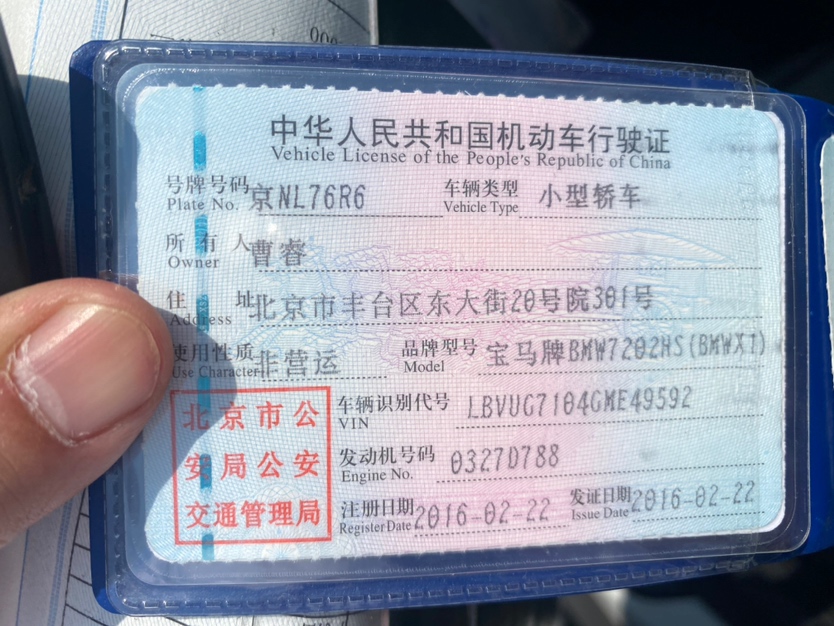 中华人民共和国机动车行驶证
Vehicle License of the People's Republic of China
号牌号码 京NL76R6 车辆类型 小型轿车
Plate No. Vehicle Type
所有人 曹睿
Owner
住址 北京市丰台区东大街20号院301号
Address
使用性质 非营运 品牌型号 宝马牌BMW7202HS(BMWX1)
Use Character Model
北京市公安局公安交通管理局
车辆识别代号 LBVUG7104GME49592
VIN
发动机号码 0327D788
Engine No.
注册日期 2016-02-22 发证日期 2016-02-22
Register Date Issue Date